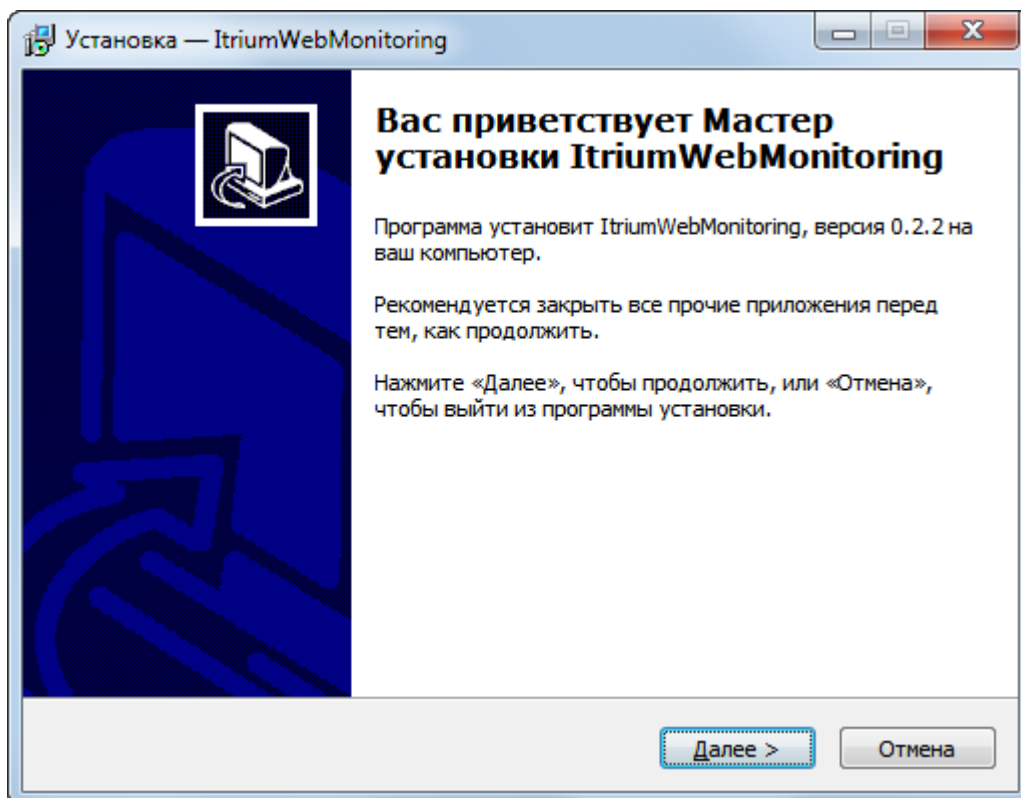 Установка — ItriumWebMonitoring
Вас приветствует Мастер
установки ItriumWebMonitoring
Программа установит ItriumWebMonitoring, версия 0.2.2 на
ваш компьютер.
Рекомендуется закрыть все прочие приложения перед
тем, как продолжить.
Нажмите «Далее», чтобы продолжить, или «Отмена»,
чтобы выйти из программы установки.
Далее >
Отмена